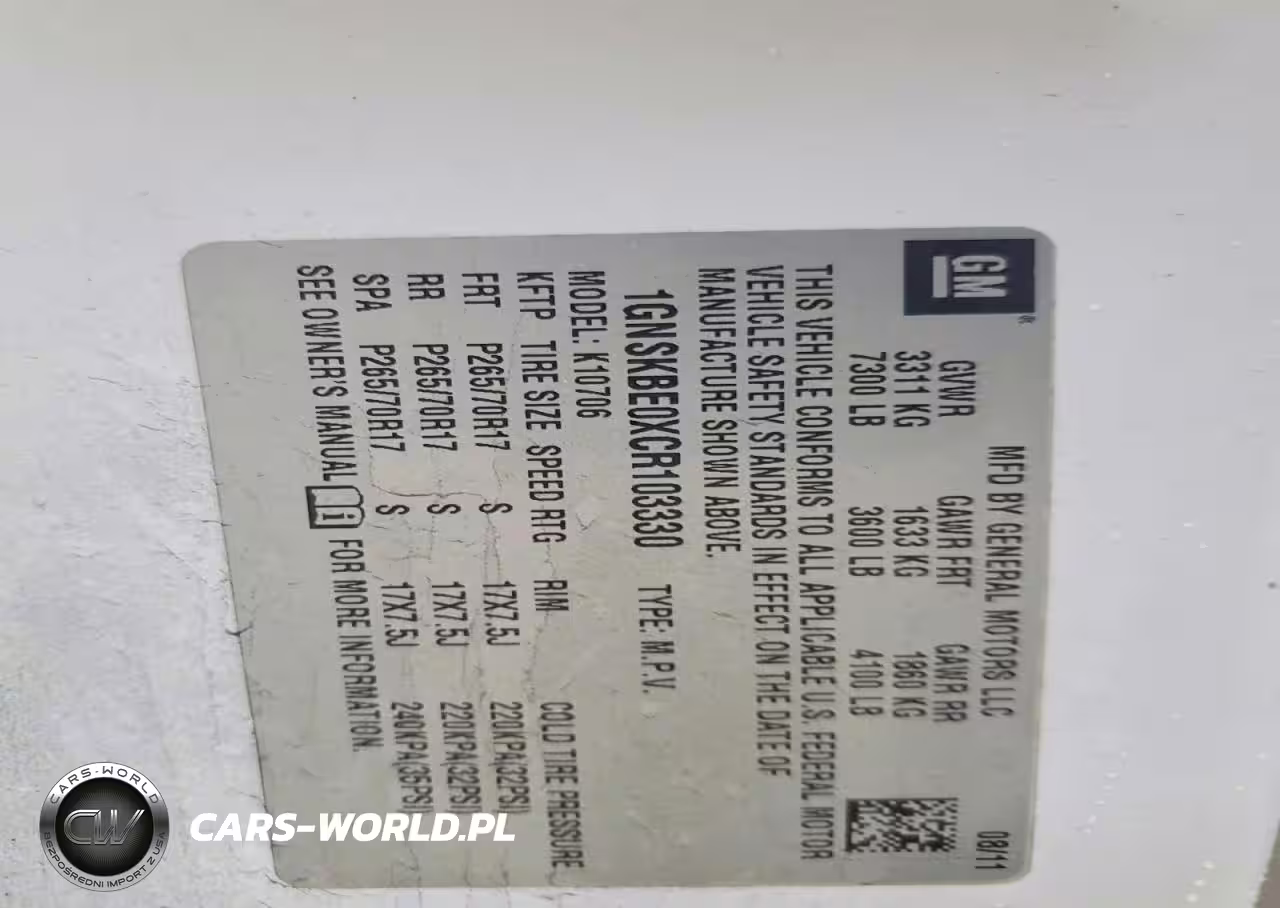 GM
MFD BY GENERAL MOTORS LLC 08/11
GVWR GAWR FRT GAWR RR
3311 KG 1633 KG 1860 KG
7300 LB 3600 LB 4100 LB
THIS VEHICLE CONFORMS TO ALL APPLICABLE U.S. FEDERAL MOTOR
VEHICLE SAFETY STANDARDS IN EFFECT ON THE DATE OF
MANUFACTURE SHOWN ABOVE.
1GNSKBE0XCR103330 TYPE: M.P.V.
MODEL: K10706
KFTP TIRE SIZE SPEED RTG RIM COLD TIRE PRESSURE
FRT P265/70R17 S 17X7.5J 220KPA(32PSI)
RR P265/70R17 S 17X7.5J 220KPA(32PSI)
SPA P265/70R17 S 17X7.5J 240KPA(35PSI)
SEE OWNER'S MANUAL i FOR MORE INFORMATION.
CARS-WORLD
CW
BEZPOŚREDNI IMPORT Z USA
CARS-WORLD.PL